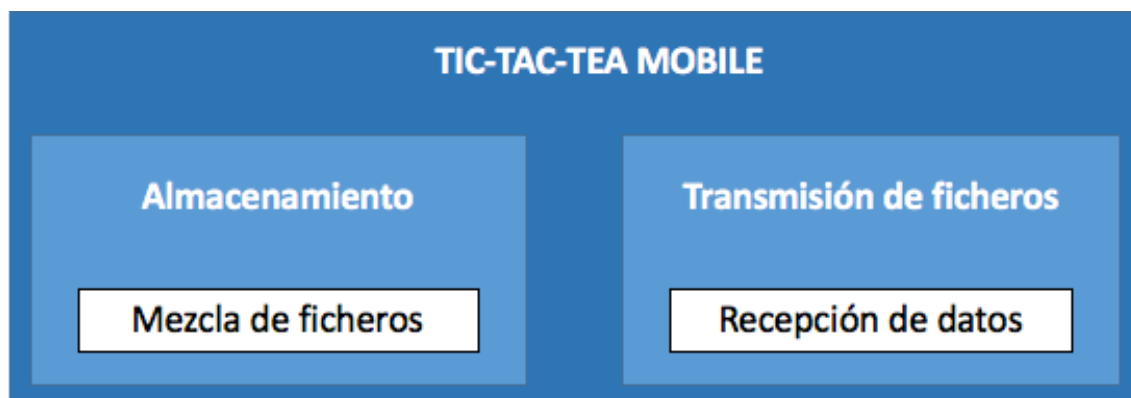 TIC-TAC-TEA MOBILE
Almacenamiento
Transmisión de ficheros
Mezcla de ficheros
Recepción de datos